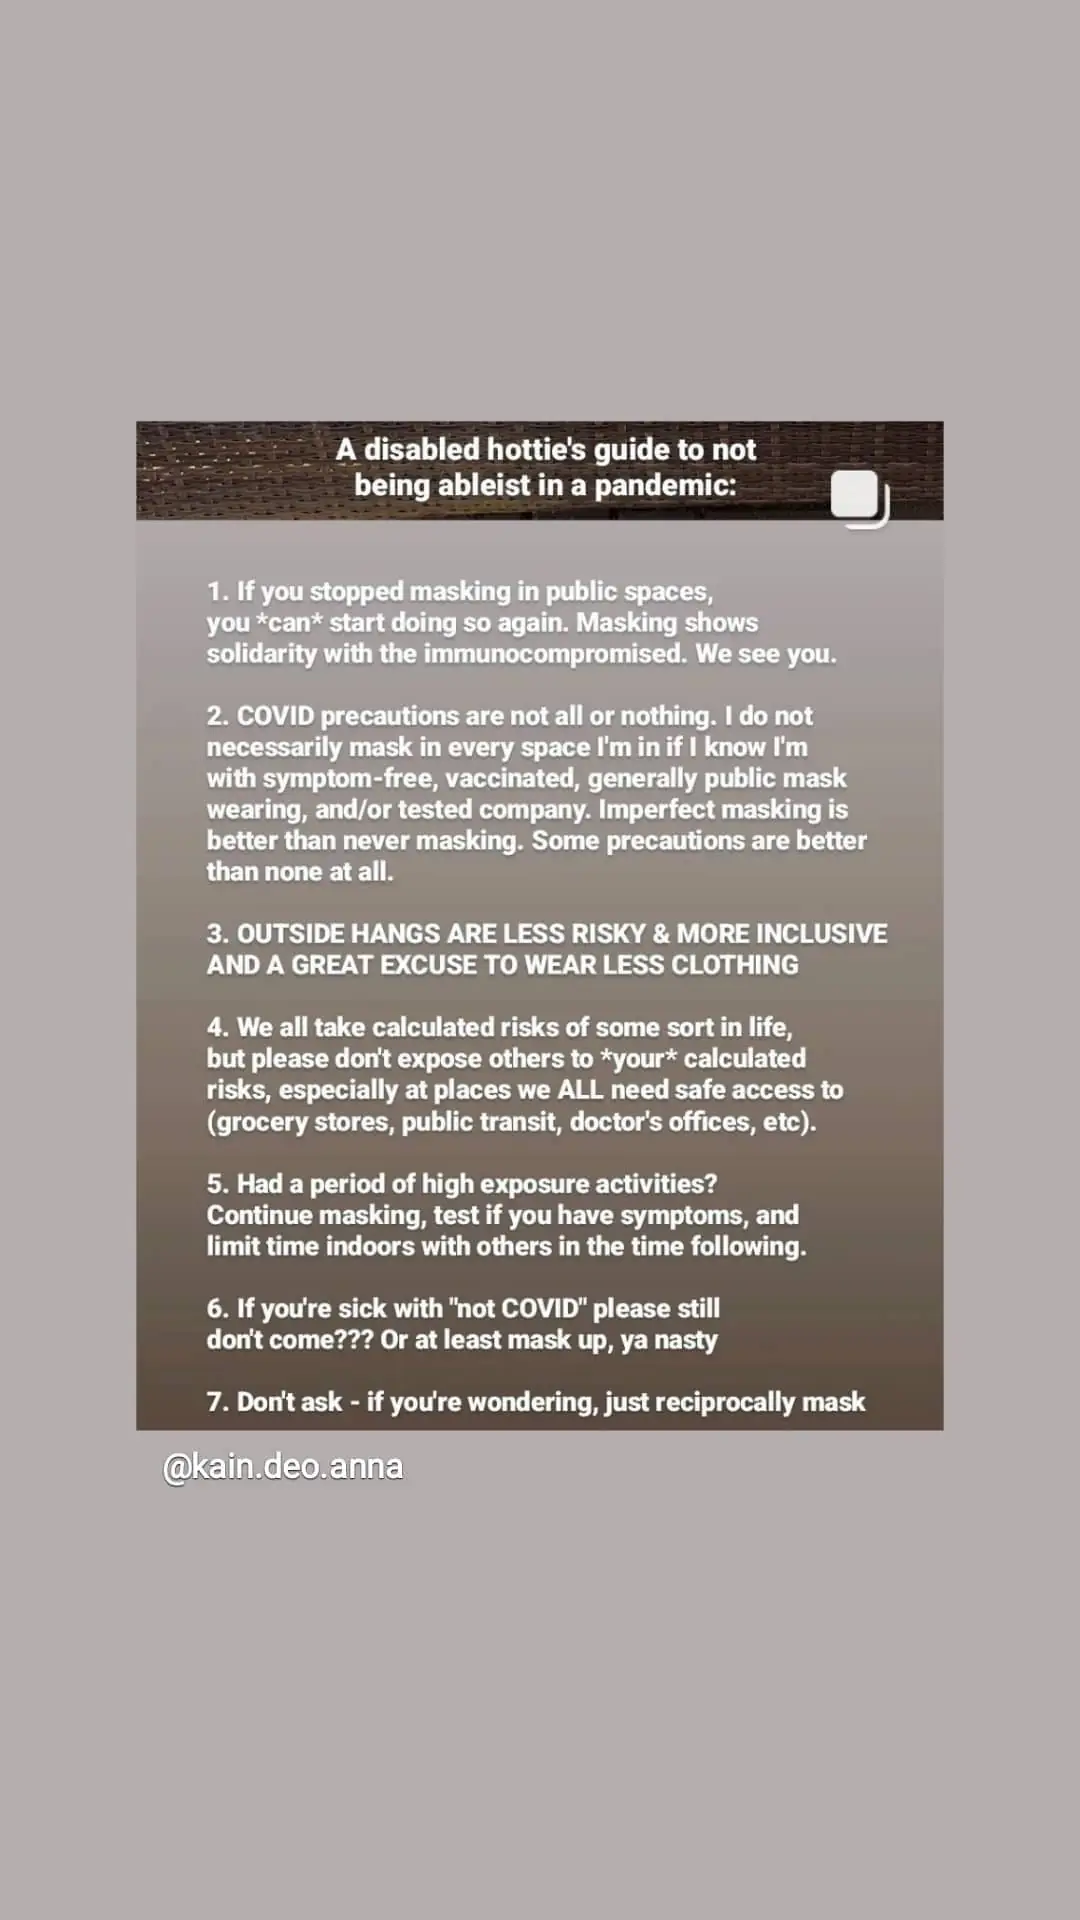 A disabled hottie's guide to not
being ableist in a pandemic:
1. If you stopped masking in public spaces,
you *can* start doing so again. Masking shows
solidarity with the immunocompromised. We see you.
2. COVID precautions are not all or nothing. I do not
necessarily mask in every space I'm in if I know I'm
with symptom-free, vaccinated, generally public mask
wearing, and/or tested company. Imperfect masking is
better than never masking. Some precautions are better
than none at all.
3. OUTSIDE HANGS ARE LESS RISKY & MORE INCLUSIVE
AND A GREAT EXCUSE TO WEAR LESS CLOTHING
4. We all take calculated risks of some sort in life,
but please don't expose others to *your* calculated
risks, especially at places we ALL need safe access to
(grocery stores, public transit, doctor's offices, etc).
5. Had a period of high exposure activities?
Continue masking, test if you have symptoms, and
limit time indoors with others in the time following.
6. If you're sick with "not COVID" please still
don't come??? Or at least mask up, ya nasty
7. Don't ask - if you're wondering, just reciprocally mask
@kain.deo.anna